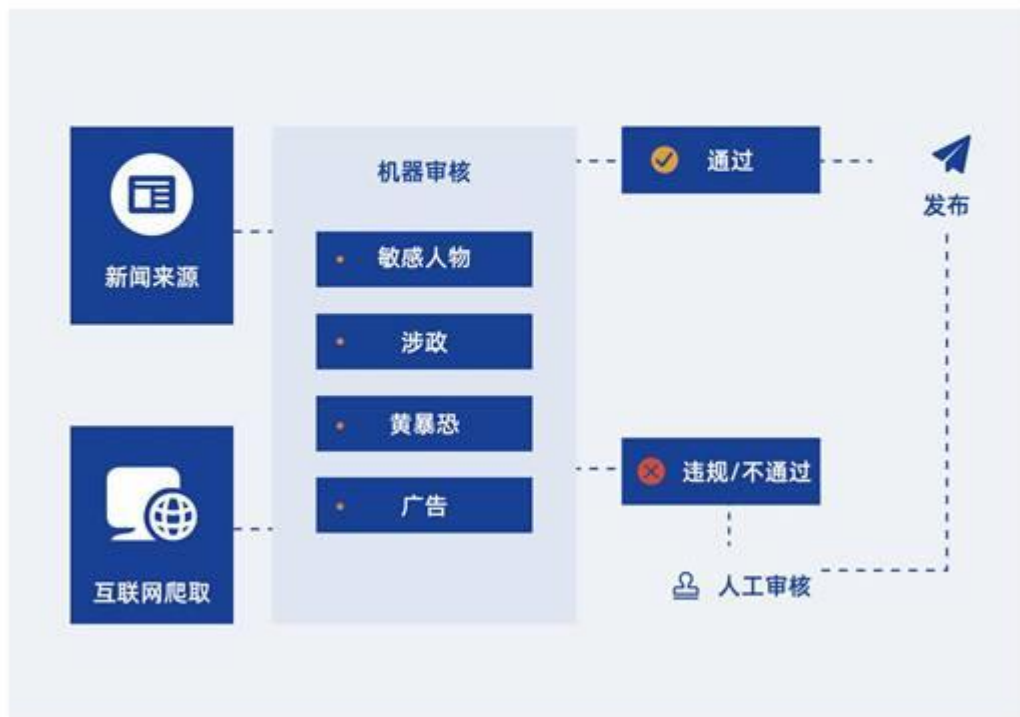 新闻来源
互联网爬取
机器审核
敏感人物
涉政
黄暴恐
广告
通过
违规/不通过
人工审核
发布